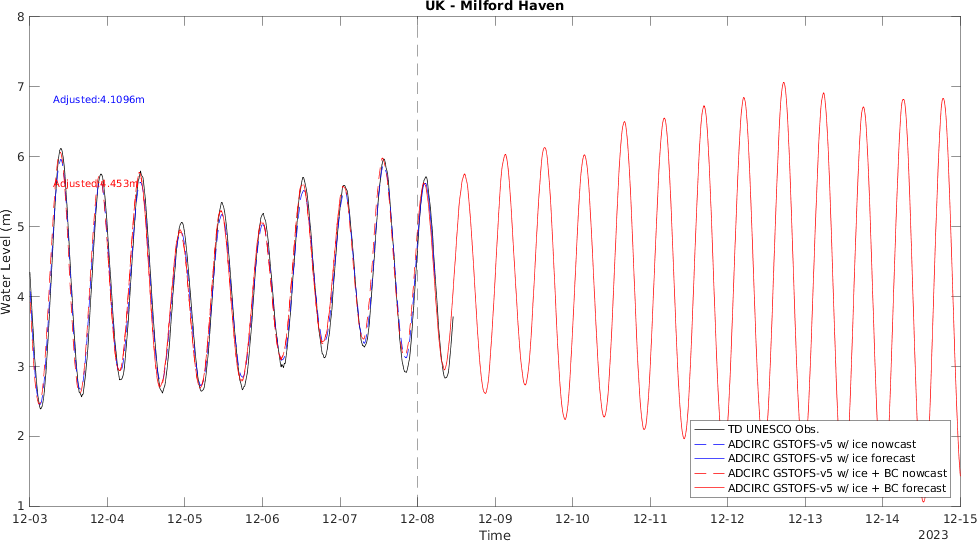 UK - Milford Haven
8
7
6
5
4
3
2
1
Water Level (m)
Adjusted:4.1096m
Adjusted:4.453m
TD UNESCO Obs.
ADCIRC GSTOFS-v5 w/ ice nowcast
ADCIRC GSTOFS-v5 w/ ice forecast
ADCIRC GSTOFS-v5 w/ ice + BC nowcast
ADCIRC GSTOFS-v5 w/ ice + BC forecast
12-03 12-04 12-05 12-06 12-07 12-08 12-09 12-10 12-11 12-12 12-13 12-14 12-15
Time
2023